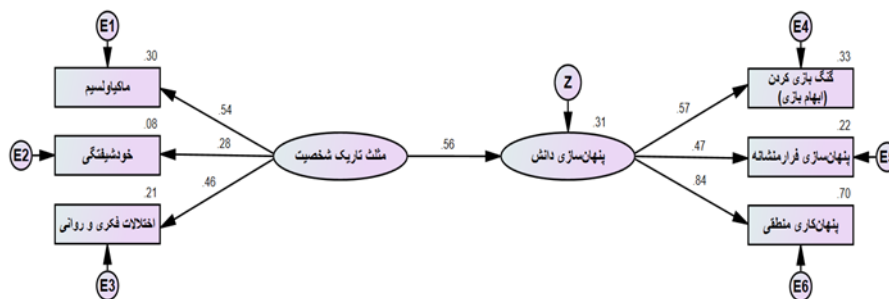 E1
.30
ماکیاولسیم
.54
E2
.08
خودشیفتگی
.28
.21
اختلالات فکری و روانی
.46
E3
مثلث تاریک شخصیت
.56
Z
.31
پنهان‌سازی دانش
E4
.33
گنگ بازی کردن
(ابهام بازی)
.57
.22
پنهان‌سازی فرارمنشانه
.47
.70
پنهان‌کاری منطقی
.84
E6